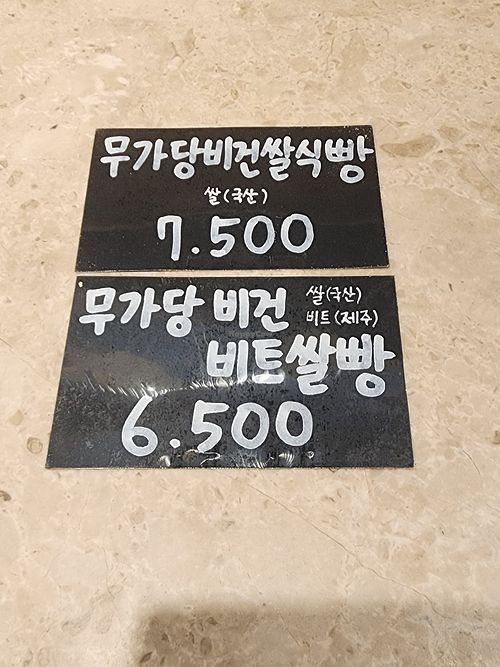 무가당비건쌀식빵
쌀(국산)
7.500
무가당 비건 쌀(국산)
비트(제주)
비트쌀빵
6.500